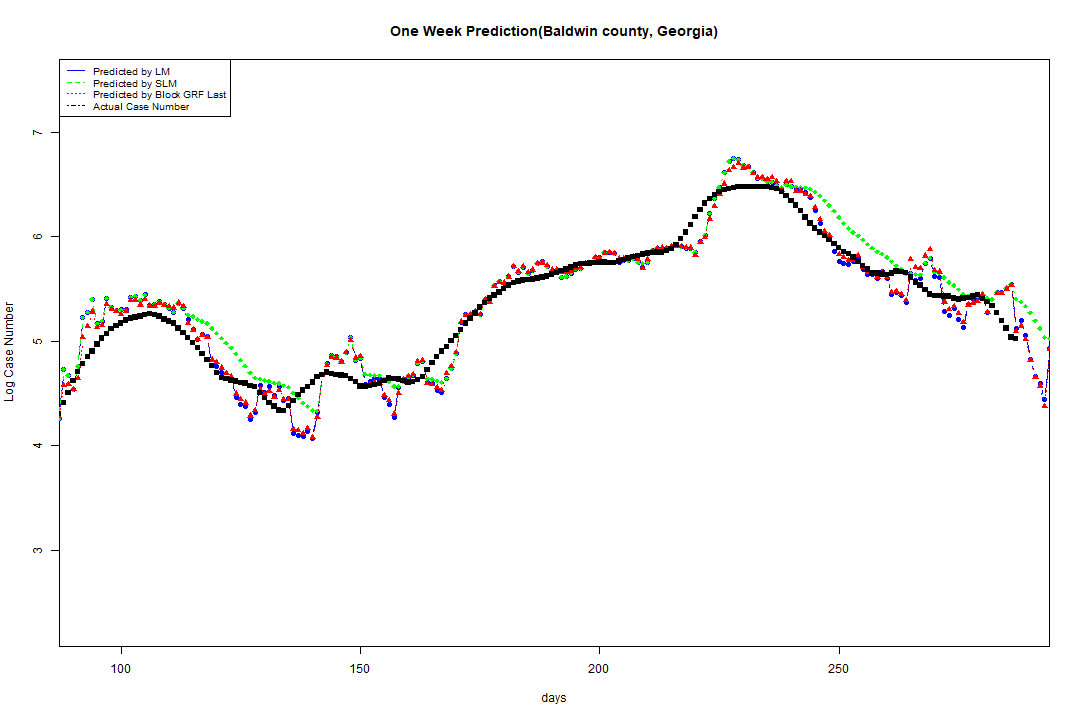 One Week Prediction(Baldwin county, Georgia)
Predicted by LM
Predicted by SLM
Predicted by Block GRF Last
Actual Case Number
7
6
5
4
3
Log Case Number
100 150 200 250
days